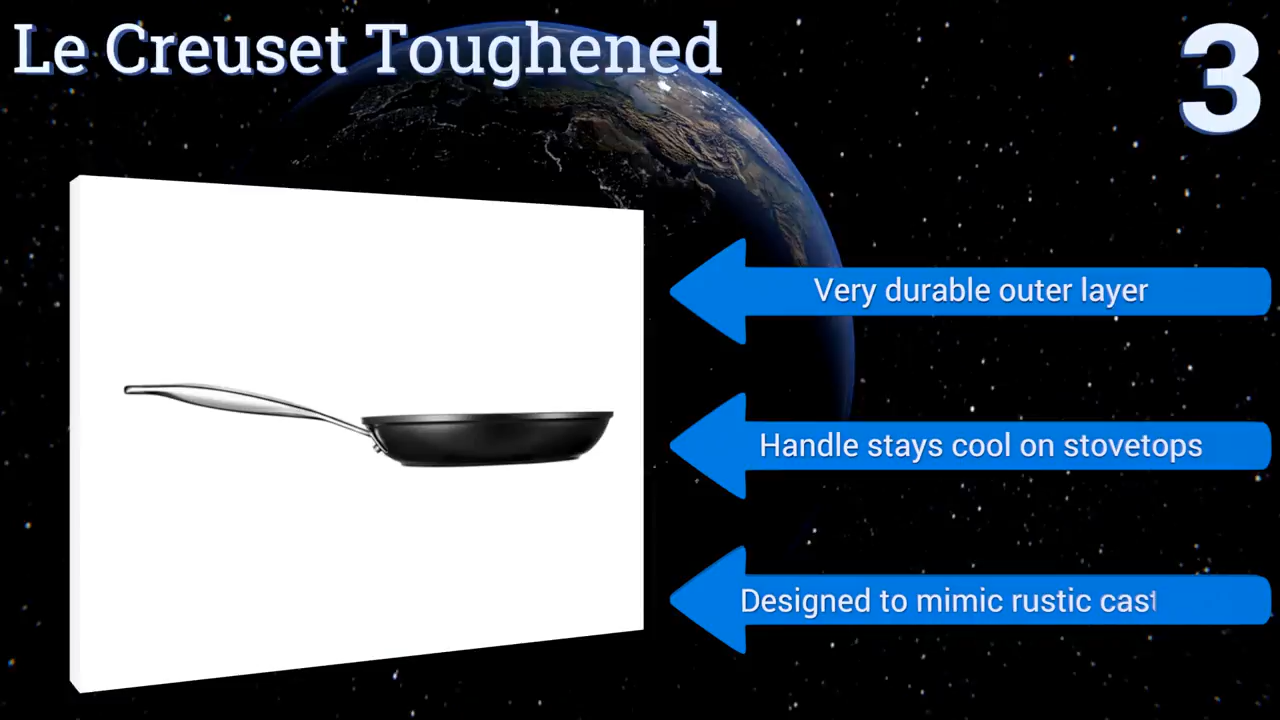 Le Creuset Toughened
3
Very durable outer layer
Handle stays cool on stovetops
Designed to mimic rustic cast